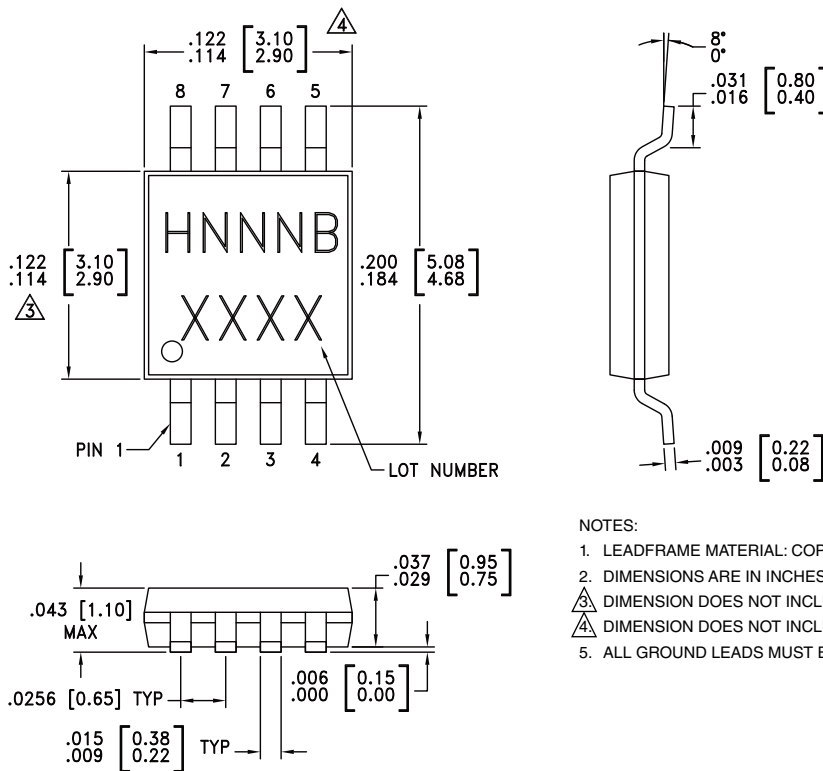 .122 [3.10]
.114 [2.90]
4
8 7 6 5
HNNNB
XXXX
.122 [3.10]
.114 [2.90]
3
.200 [5.08]
.184 [4.68]
PIN 1
1 2 3 4
LOT NUMBER
8°
0°
.031 [0.80]
.016 [0.40]
.009 [0.22]
.003 [0.08]
.043 [1.10]
MAX
.037 [0.95]
.029 [0.75]
.0256 [0.65] TYP
.006 [0.15]
.000 [0.00]
.015 [0.38]
.009 [0.22]
TYP
NOTES:
1. LEADFRAME MATERIAL: COP
2. DIMENSIONS ARE IN INCHES
3. DIMENSION DOES NOT INCL
4. DIMENSION DOES NOT INCL
5. ALL GROUND LEADS MUST